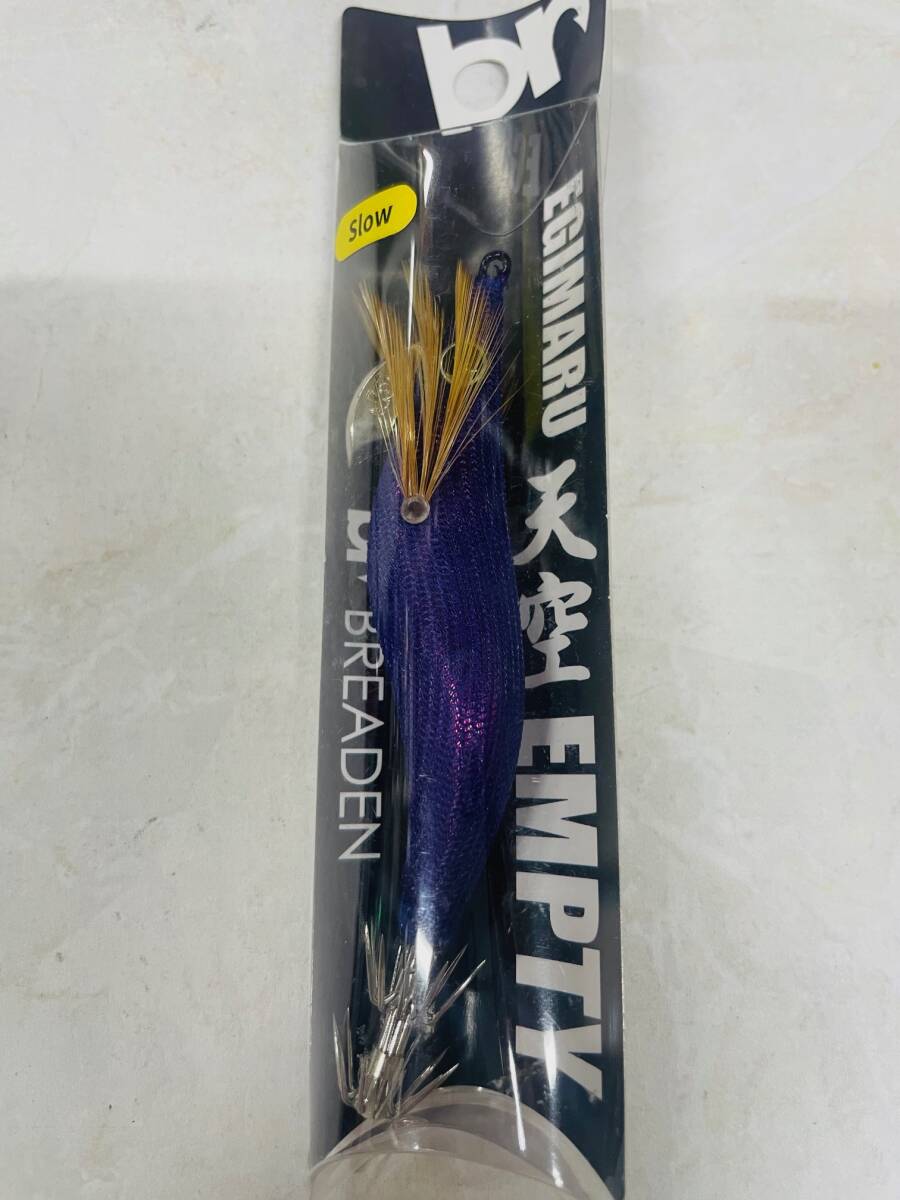 br
Slow
EGIMARU 天空 EMPTY
br BREADEN